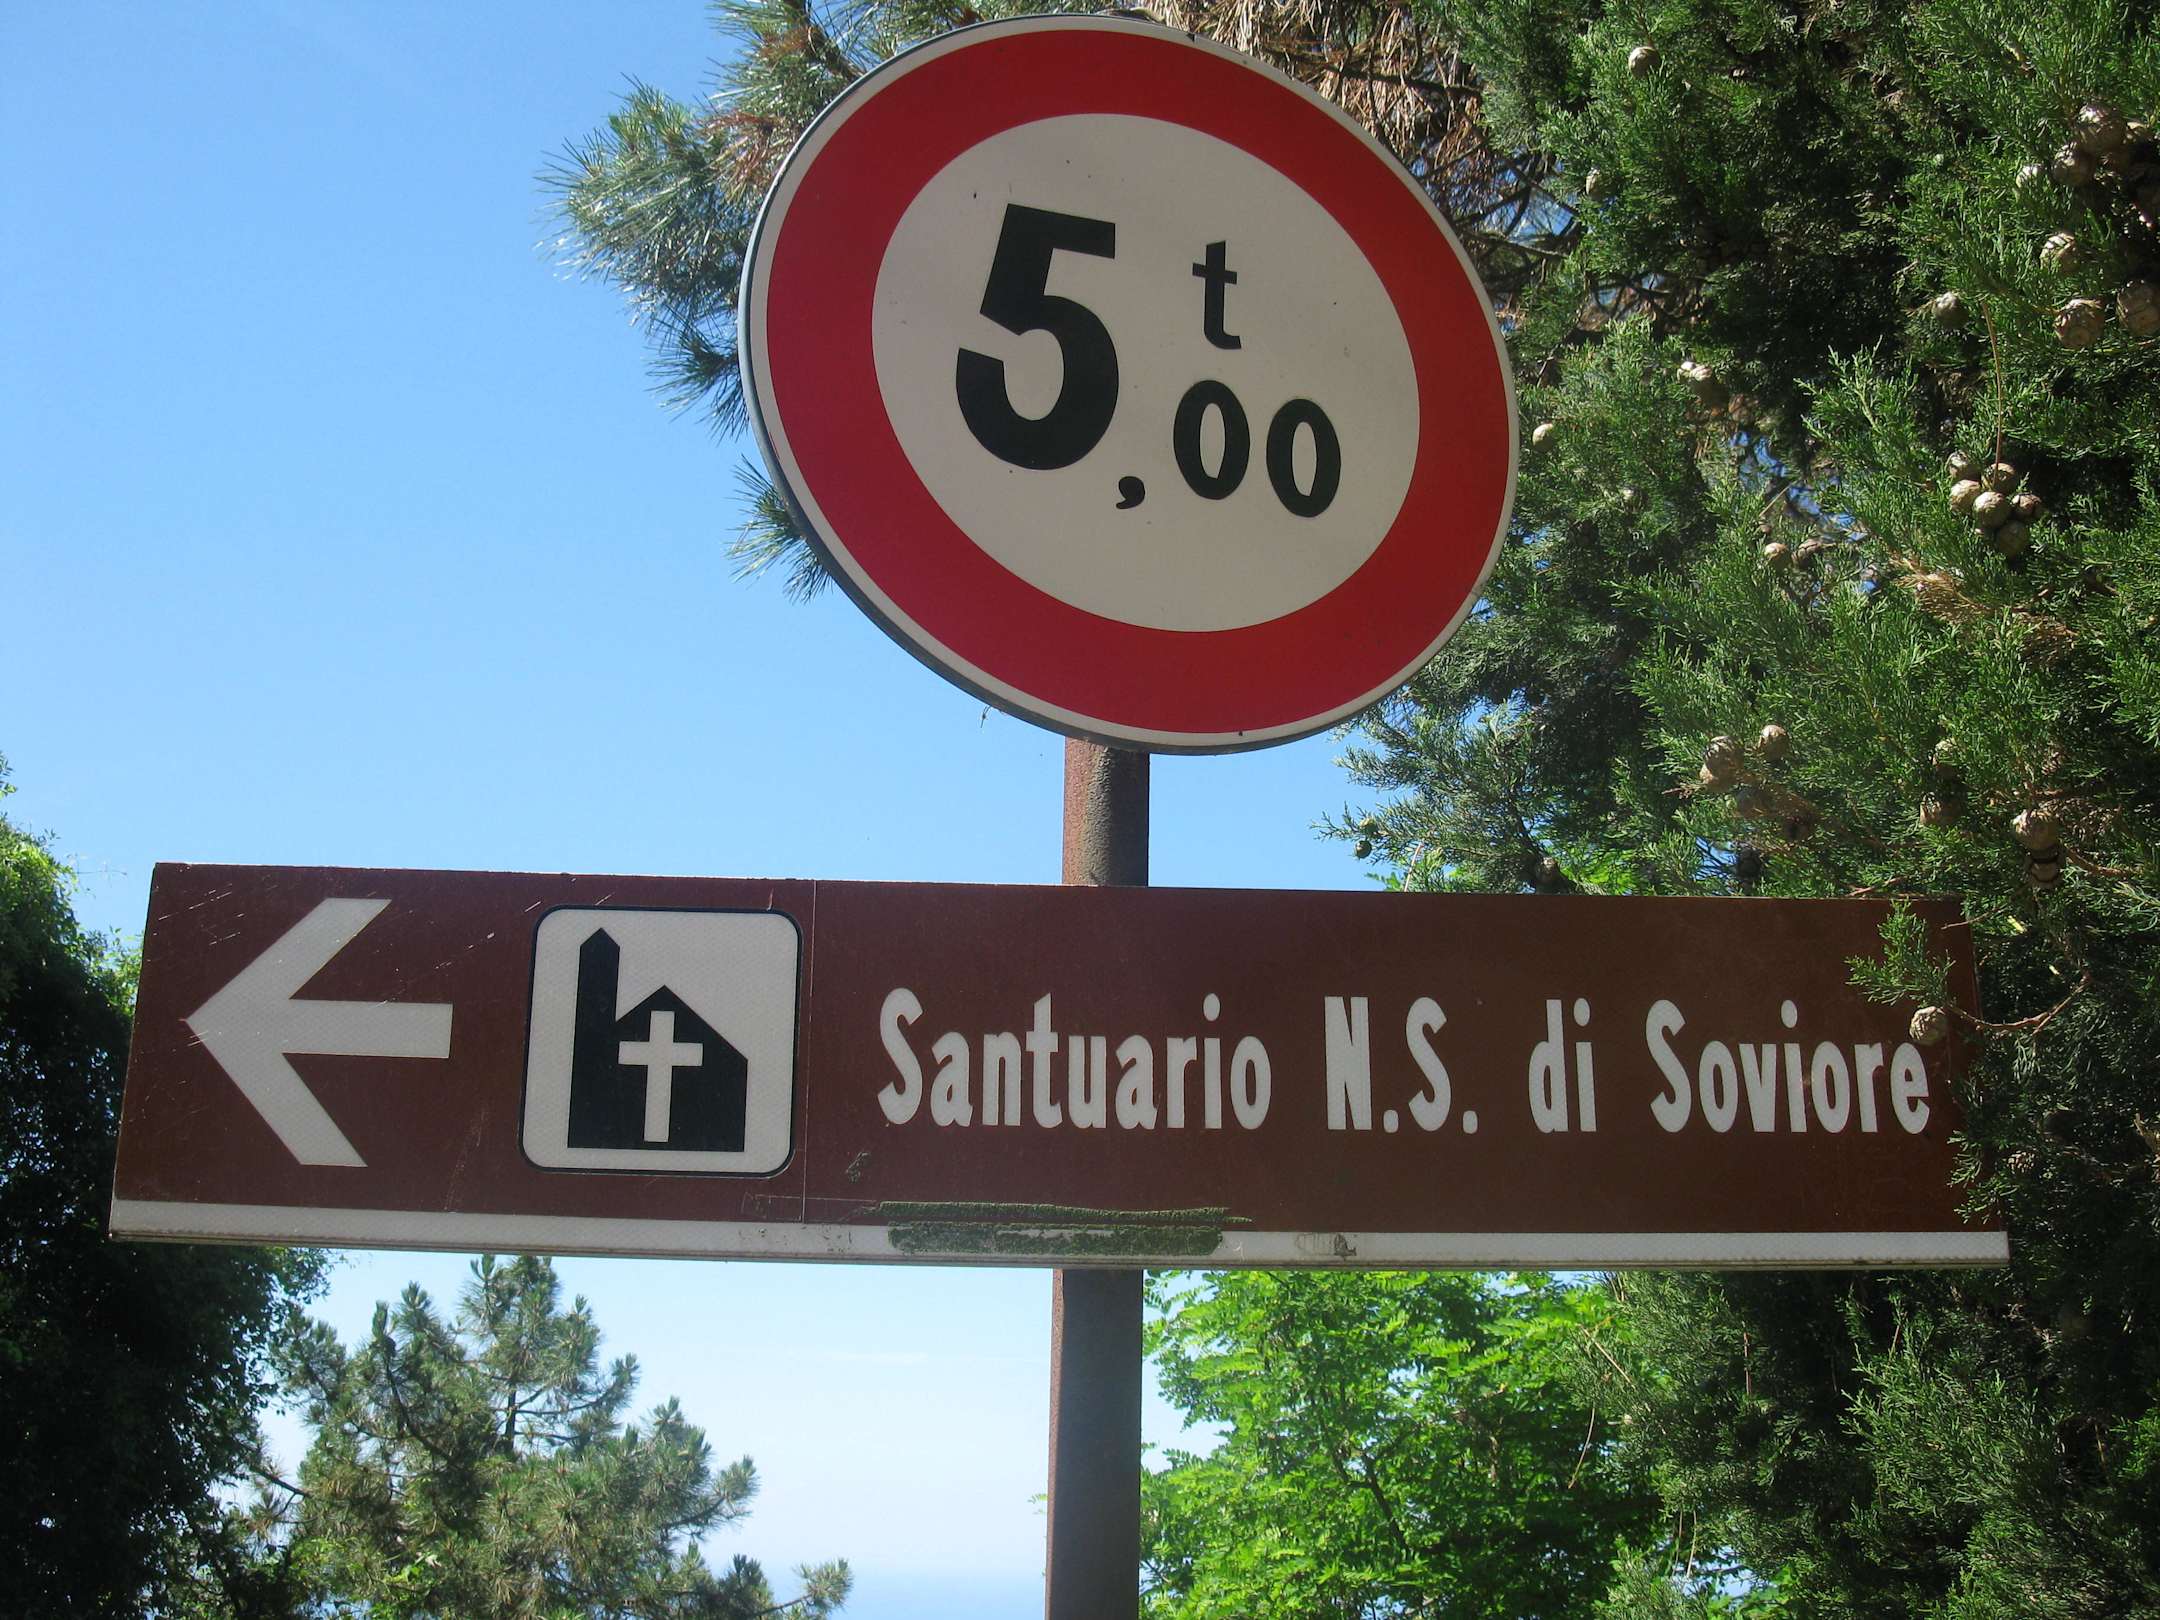 5,00 t
Santuario N.S. di Soviore